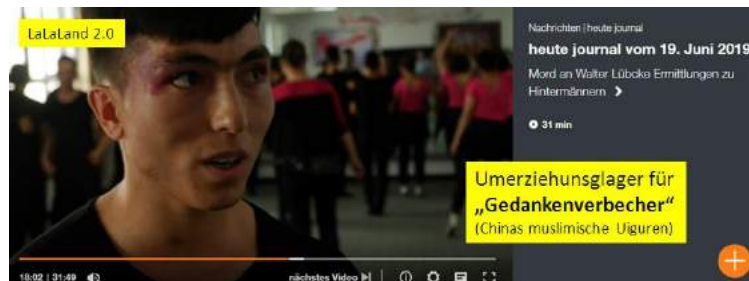 LaLaLand 2.0
Nachrichten | heute journal
heute journal vom 19. Juni 2019
Mord an Walter Lübcke Ermittlungen zu
Hintermännern >
31 min
Umerziehungslager für
„Gedankenverbecher“
(Chinas muslimische Uiguren)
18:02 | 31:49
nächstes Video